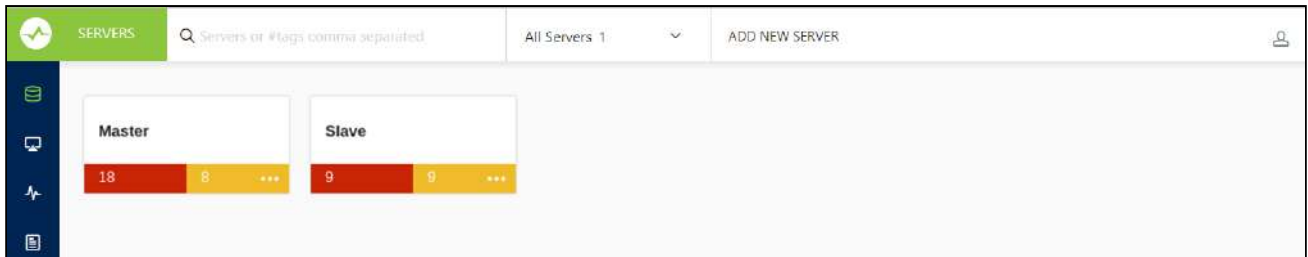 SERVERS
Servers or #tags comma separated
All Servers 1
ADD NEW SERVER
Master
Slave
18 8 ••• 9 9 •••